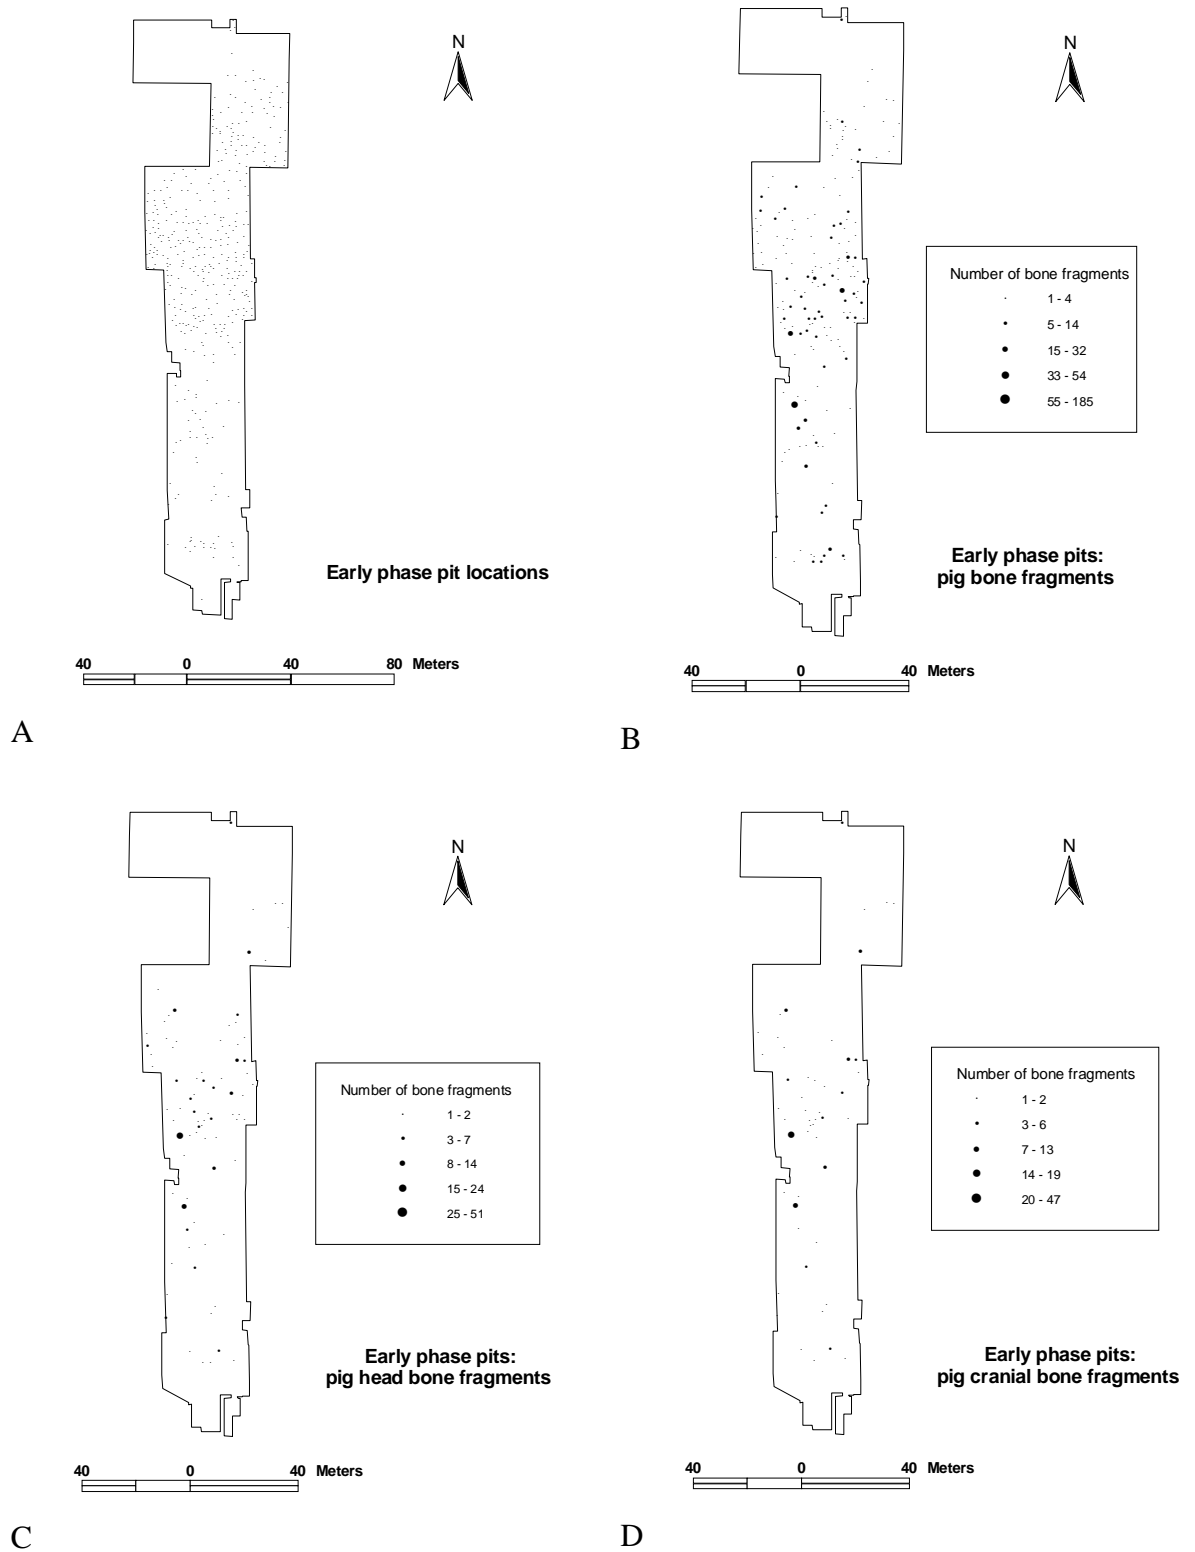 N
Early phase pit locations
40 0 40 80 Meters
A
N
Number of bone fragments
1 - 4
5 - 14
15 - 32
33 - 54
55 - 185
Early phase pits:
pig bone fragments
40 0 40 Meters
B
N
Number of bone fragments
1 - 2
3 - 7
8 - 14
15 - 24
25 - 51
Early phase pits:
pig head bone fragments
40 0 40 Meters
C
N
Number of bone fragments
1 - 2
3 - 6
7 - 13
14 - 19
20 - 47
Early phase pits:
pig cranial bone fragments
40 0 40 Meters
D